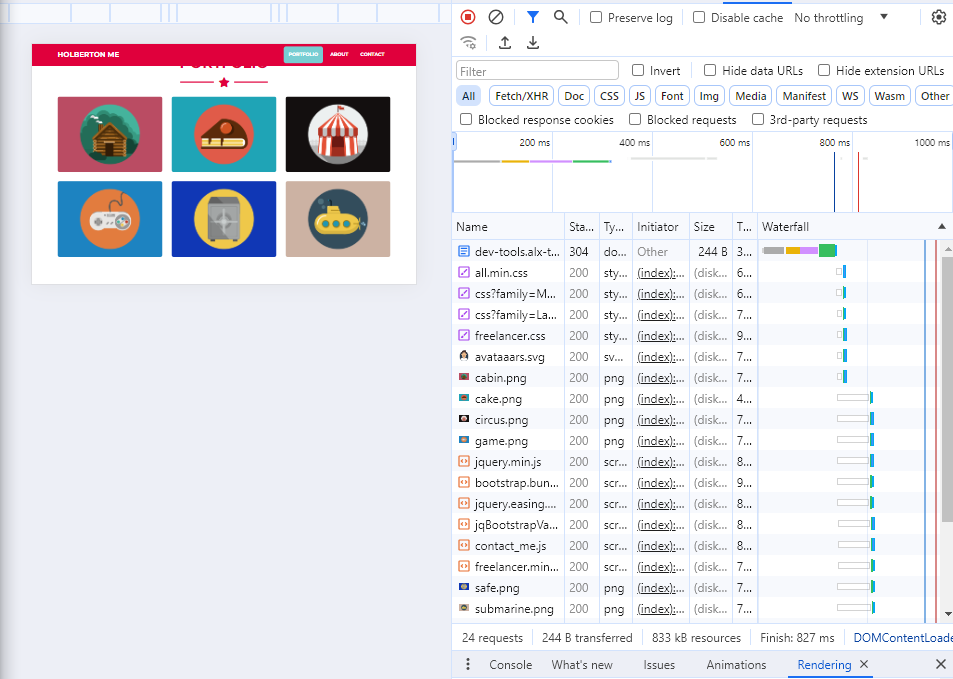 HOLBERTON ME
PORTFOLIO ABOUT CONTACT
PORTFOLIO
Preserve log Disable cache No throttling
Filter Invert Hide data URLs Hide extension URLs
All Fetch/XHR Doc CSS JS Font Img Media Manifest WS Wasm Other
Blocked response cookies Blocked requests 3rd-party requests
200 ms 400 ms 600 ms 800 ms 1000 ms
Name Sta... Ty... Initiator Size T... Waterfall
dev-tools.alx-t... 304 do... Other 244 B 3...
all.min.css 200 sty... (index):... (disk... 6...
css?family=M... 200 sty... (index):... (disk... 6...
css?family=La... 200 sty... (index):... (disk... 7...
freelancer.css 200 sty... (index):... (disk... 9...
avataaars.svg 200 sv... (index):... (disk... 7...
cabin.png 200 png (index):... (disk... 7...
cake.png 200 png (index):... (disk... 4...
circus.png 200 png (index):... (disk... 7...
game.png 200 png (index):... (disk... 7...
jquery.min.js 200 scr... (index):... (disk... 8...
bootstrap.bun... 200 scr... (index):... (disk... 9...
jquery.easing.... 200 scr... (index):... (disk... 8...
jqBootstrapVa... 200 scr... (index):... (disk... 8...
contact_me.js 200 scr... (index):... (disk... 8...
freelancer.min... 200 scr... (index):... (disk... 7...
safe.png 200 png (index):... (disk... 7...
submarine.png 200 png (index):... (disk... 7...
24 requests 244 B transferred 833 kB resources Finish: 827 ms DOMContentLoade
Console What's new Issues Animations Rendering